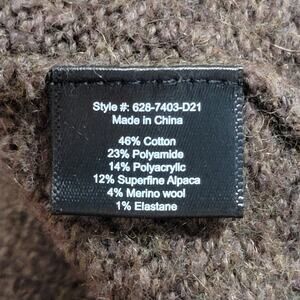 Style #: 628-7403-D21
Made in China
46% Cotton
23% Polyamide
14% Polyacrylic
12% Superfine Alpaca
4% Merino wool
1% Elastane